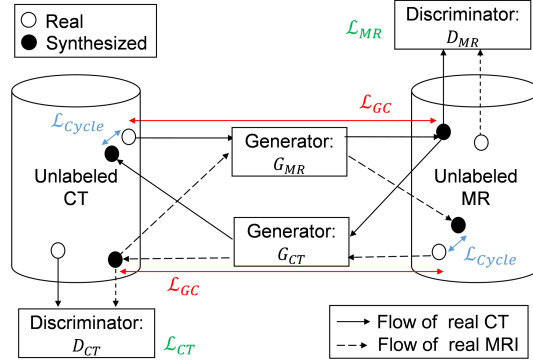 Real
Synthesized
Discriminator:
D_MR
ℒ_MR
ℒ_GC
ℒ_Cycle
Generator:
G_MR
Unlabeled
CT
Unlabeled
MR
Generator:
G_CT
ℒ_Cycle
ℒ_GC
Discriminator:
D_CT
ℒ_CT
Flow of real CT
Flow of real MRI